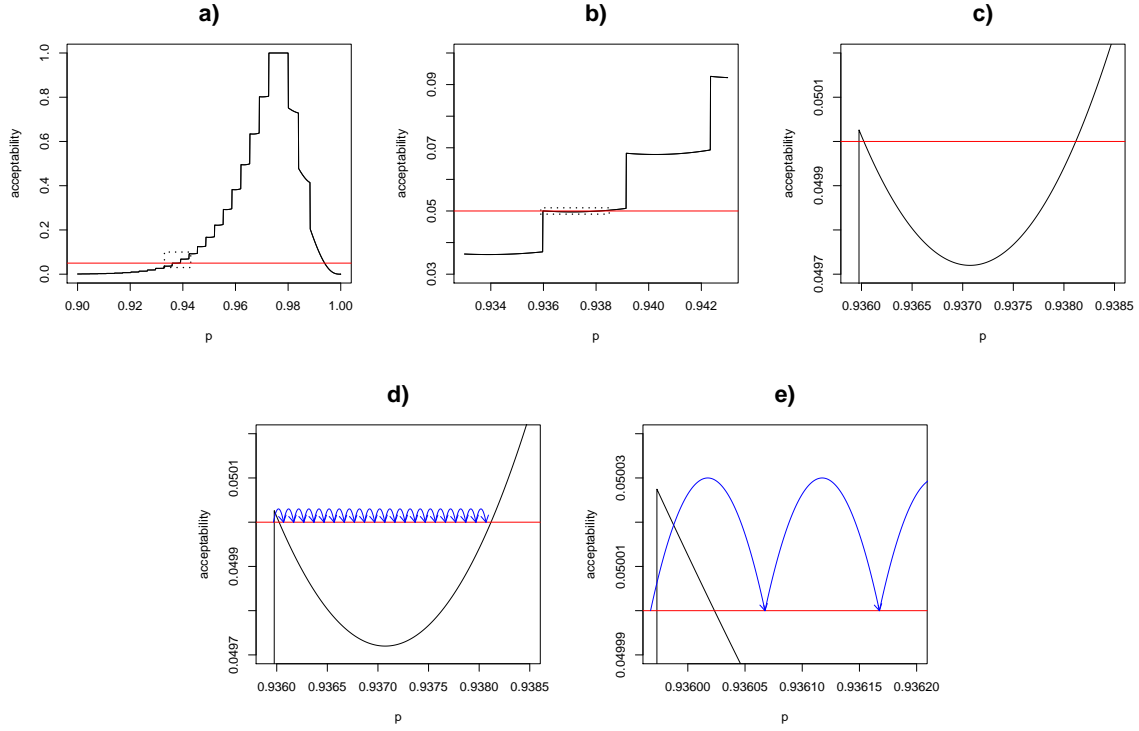 a)
acceptability
0.0 0.2 0.4 0.6 0.8 1.0
0.90 0.92 0.94 0.96 0.98 1.00
p
b)
acceptability
0.03 0.05 0.07 0.09
0.934 0.936 0.938 0.940 0.942
p
c)
acceptability
0.0497 0.0499 0.0501
0.9360 0.9365 0.9370 0.9375 0.9380 0.9385
p
d)
acceptability
0.0497 0.0499 0.0501
0.9360 0.9365 0.9370 0.9375 0.9380 0.9385
p
e)
acceptability
0.04999 0.05001 0.05003
0.93600 0.93605 0.93610 0.93615 0.93620
p